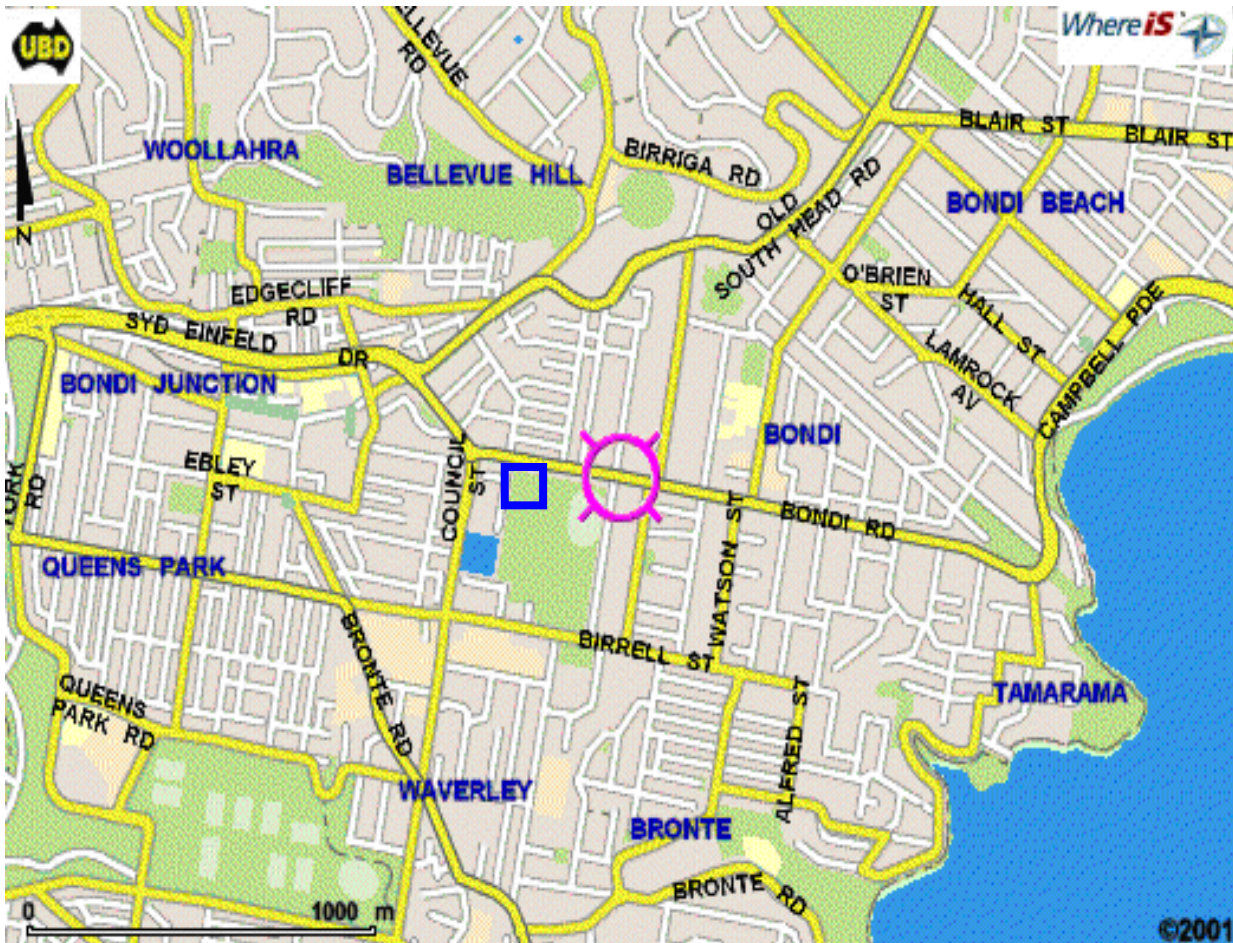 UBD
WhereiS
BELLEVUE
RD
BLAIR ST
BLAIR ST
WOOLLAHRA
BELLEVUE HILL
BIRRIGA RD
BONDI BEACH
OLD
SOUTH HEAD RD
N
O'BRIEN
ST
EDGECLIFF
RD
HALL ST
SYD EINFELD
DR
CAMPBELL PDE
LAMROCK
AV
BONDI JUNCTION
BONDI
COUNCIL
ST
EBLEY
ST
YORK
RD
BONDI RD
WATSON ST
QUEENS PARK
BRONTE RD
BIRRELL ST
QUEENS
PARK RD
TAMARAMA
ALFRED ST
WAVERLEY
BRONTE
BRONTE RD
0 1000 m
©2001